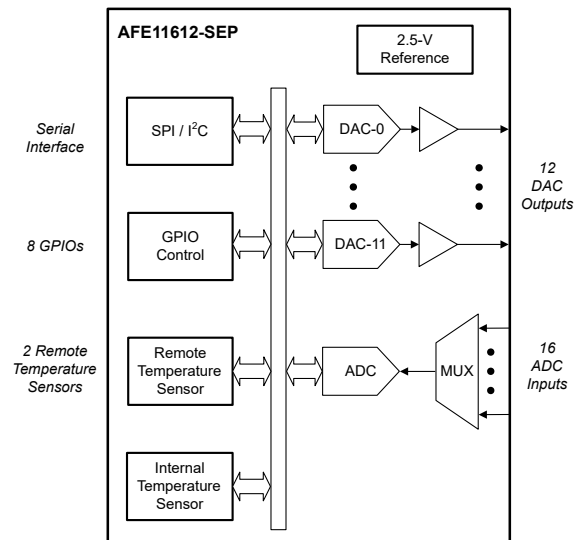 AFE11612-SEP
2.5-V
Reference
Serial
Interface
SPI / I²C
DAC-0
12
DAC
Outputs
8 GPIOs
GPIO
Control
DAC-11
2 Remote
Temperature
Sensors
Remote
Temperature
Sensor
ADC
MUX
16
ADC
Inputs
Internal
Temperature
Sensor